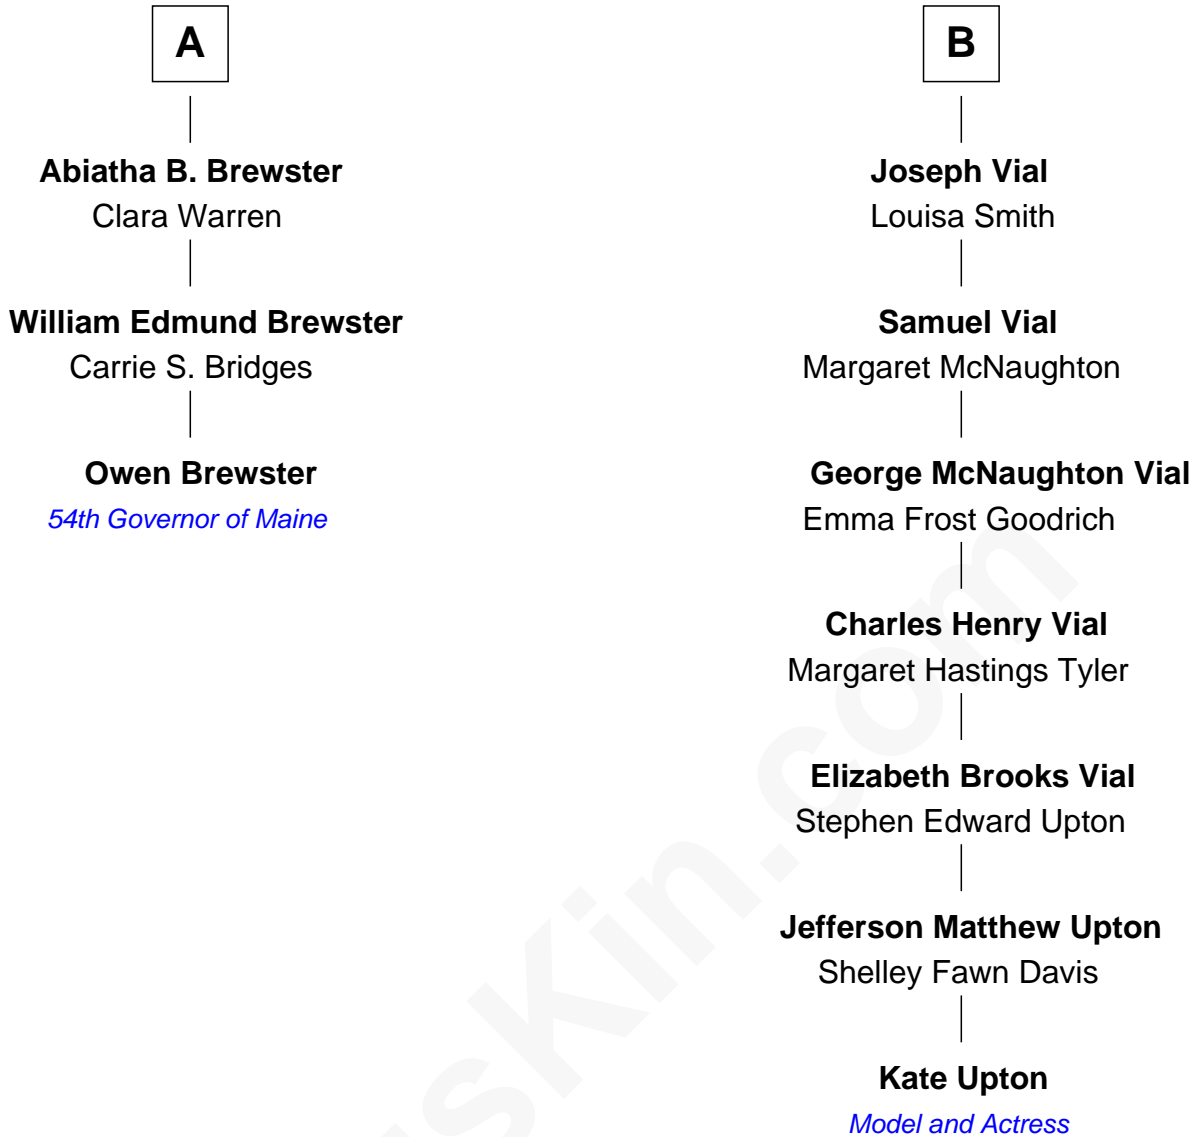 A
Abiatha B. Brewster
Clara Warren
William Edmund Brewster
Carrie S. Bridges
Owen Brewster
54th Governor of Maine
B
Joseph Vial
Louisa Smith
Samuel Vial
Margaret McNaughton
George McNaughton Vial
Emma Frost Goodrich
Charles Henry Vial
Margaret Hastings Tyler
Elizabeth Brooks Vial
Stephen Edward Upton
Jefferson Matthew Upton
Shelley Fawn Davis
Kate Upton
Model and Actress
sKin.com